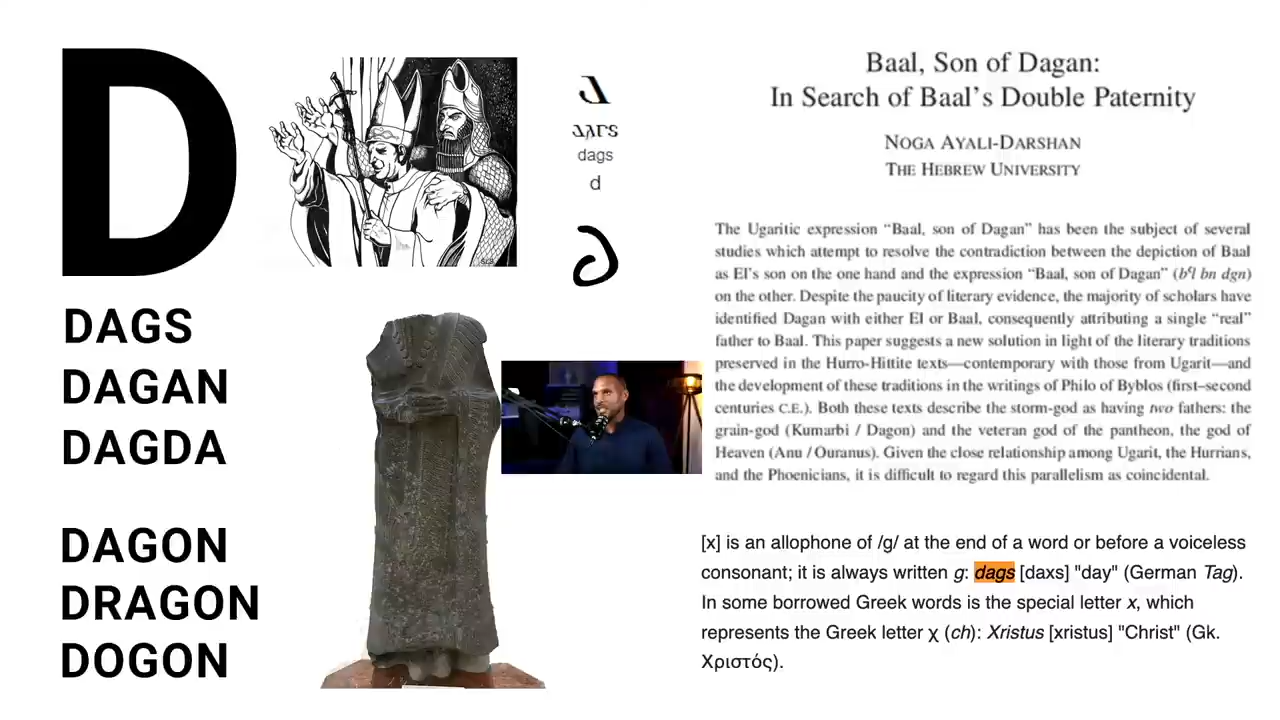 D
DAGS
DAGAN
DAGDA
DAGON
DRAGON
DOGON
dags
d
Baal, Son of Dagan:
In Search of Baal's Double Paternity
NOGA AYALI-DARSHAN
THE HEBREW UNIVERSITY
The Ugaritic expression “Baal, son of Dagan” has been the subject of several
studies which attempt to resolve the contradiction between the depiction of Baal
as El's son on the one hand and the expression “Baal, son of Dagan” (bʿl bn dgn)
on the other. Despite the paucity of literary evidence, the majority of scholars have
identified Dagan with either El or Baal, consequently attributing a single “real”
father to Baal. This paper suggests a new solution in light of the literary traditions
preserved in the Hurro-Hittite texts—contemporary with those from Ugarit—and
the development of these traditions in the writings of Philo of Byblos (first–second
centuries C.E.). Both these texts describe the storm-god as having two fathers: the
grain-god (Kumarbi / Dagon) and the veteran god of the pantheon, the god of
Heaven (Anu / Ouranus). Given the close relationship among Ugarit, the Hurrians,
and the Phoenicians, it is difficult to regard this parallelism as coincidental.
[x] is an allophone of /g/ at the end of a word or before a voiceless
consonant; it is always written g: dags [daxs] "day" (German Tag).
In some borrowed Greek words is the special letter x, which
represents the Greek letter χ (ch): Xristus [xristus] "Christ" (Gk.
Χριστός).